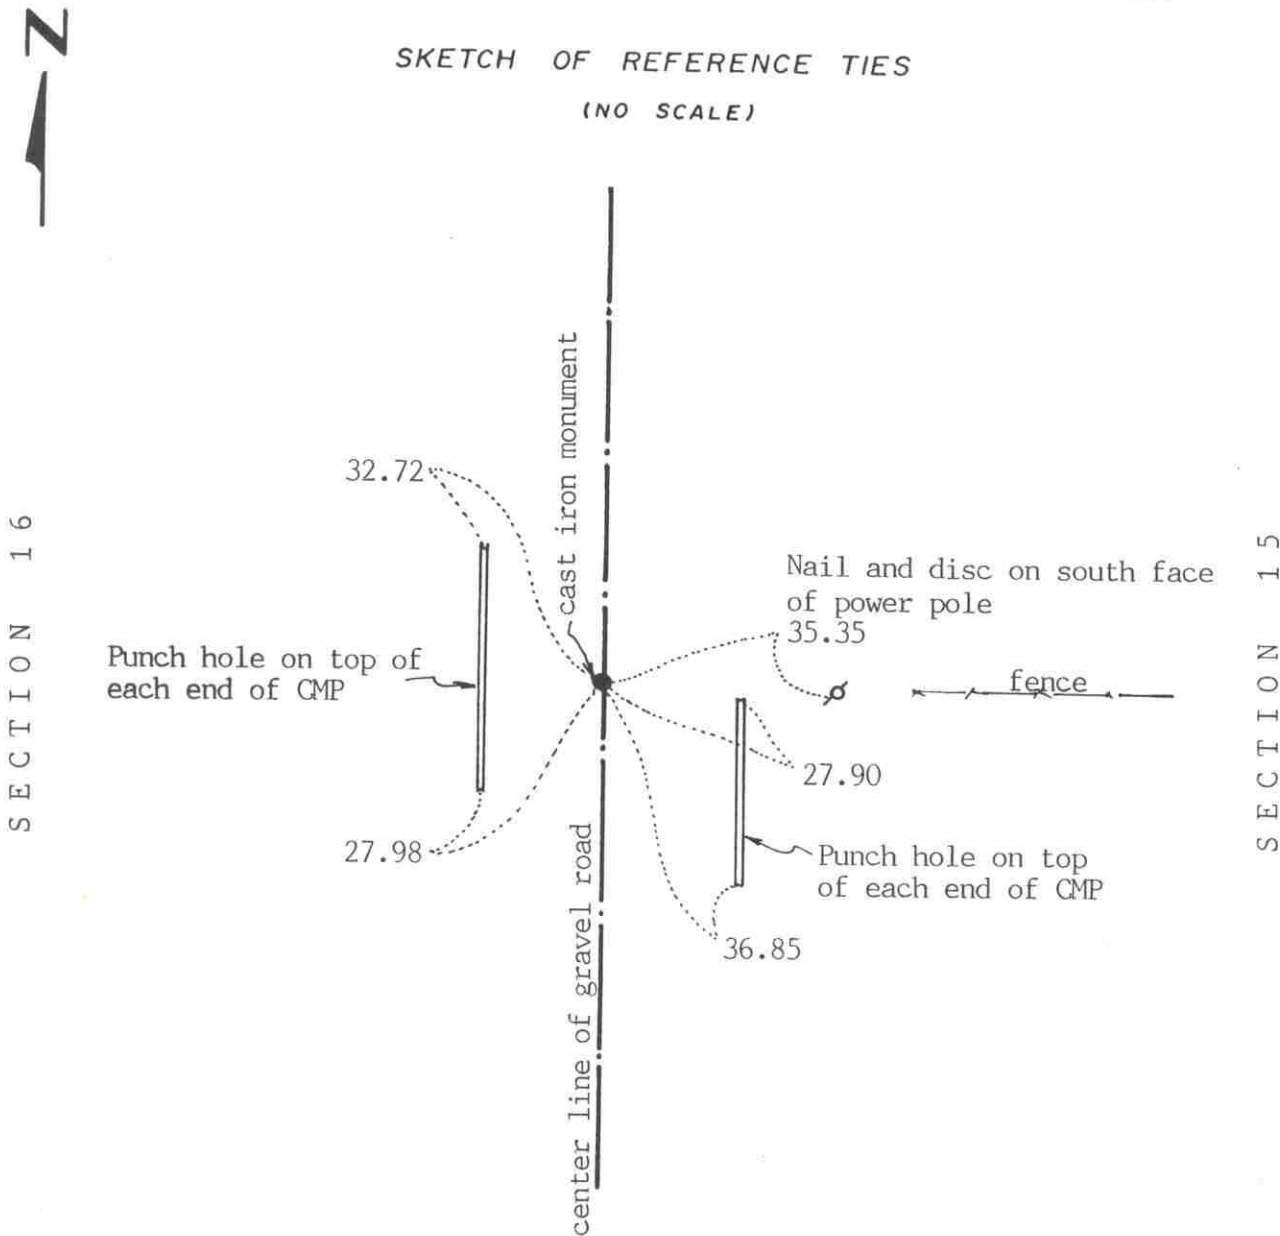 N
SKETCH OF REFERENCE TIES
(NO SCALE)
cast iron monument
32.72
SECTION 16
Nail and disc on south face
of power pole
35.35
SECTION 15
Punch hole on top of
each end of CMP
fence
27.90
27.98
Punch hole on top
of each end of CMP
36.85
center line of gravel road